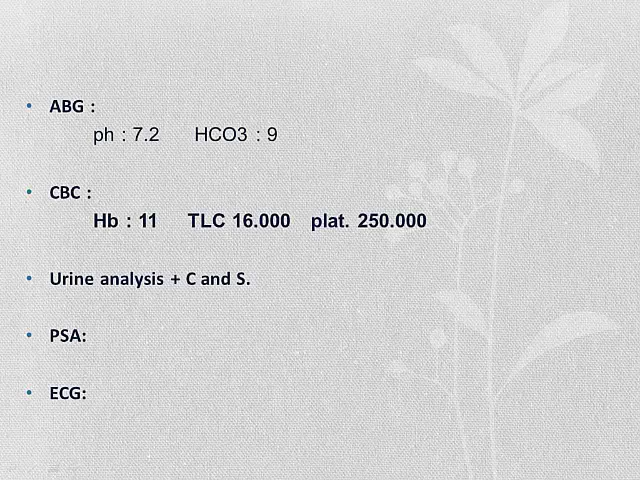 • ABG :
ph : 7.2 HCO3 : 9
• CBC :
Hb : 11 TLC 16.000 plat. 250.000
• Urine analysis + C and S.
• PSA:
• ECG: